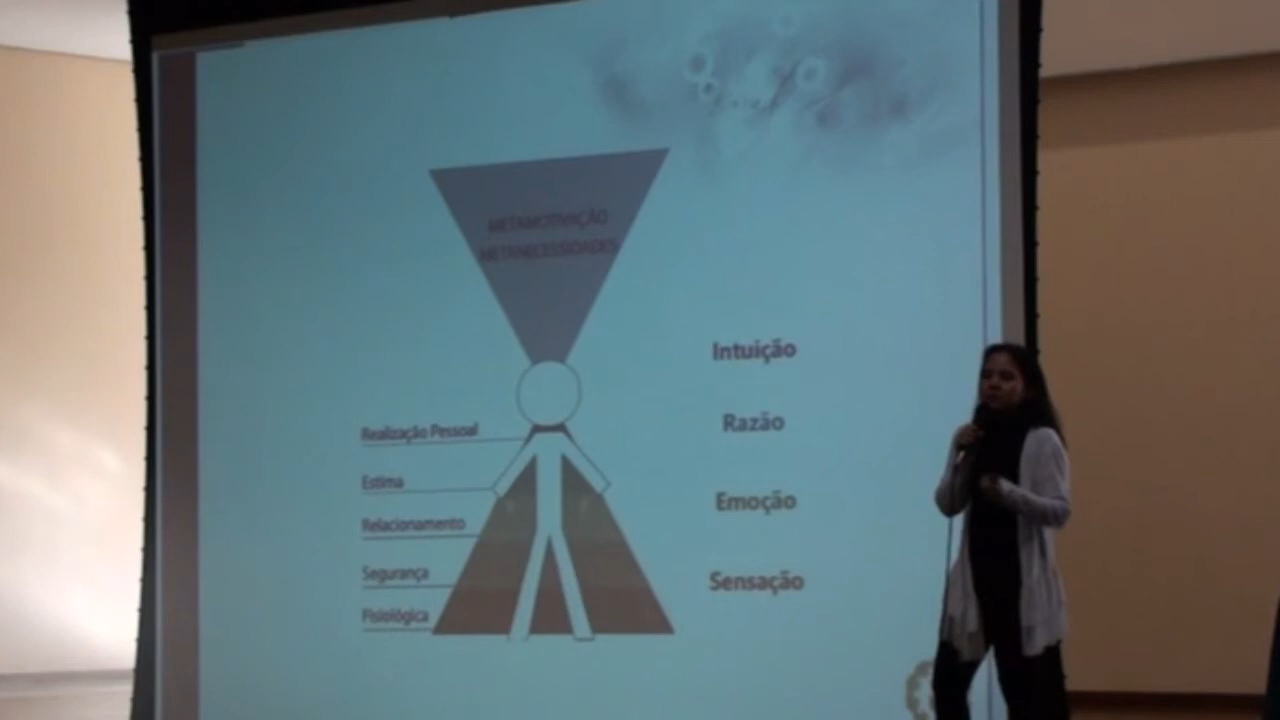 METAMOTIVAÇÃO
METANECESSIDADES
Intuição
Razão
Realização Pessoal
Estima
Emoção
Relacionamento
Segurança
Sensação
Fisiológica